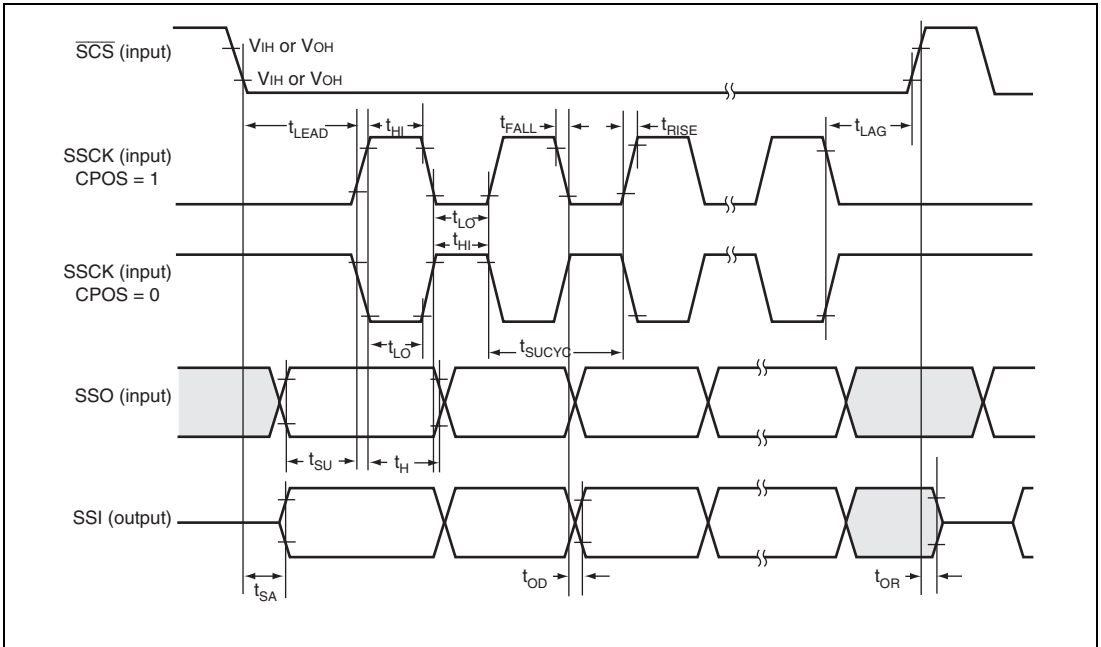 SCS (input)
VIH or VOH
VIH or VOH
tLEAD
tHI
tFALL
tRISE
tLAG
SSCK (input)
CPOS = 1
tLO
tHI
SSCK (input)
CPOS = 0
tLO
tSUCYC
SSO (input)
tSU
tH
SSI (output)
tSA
tOD
tOR